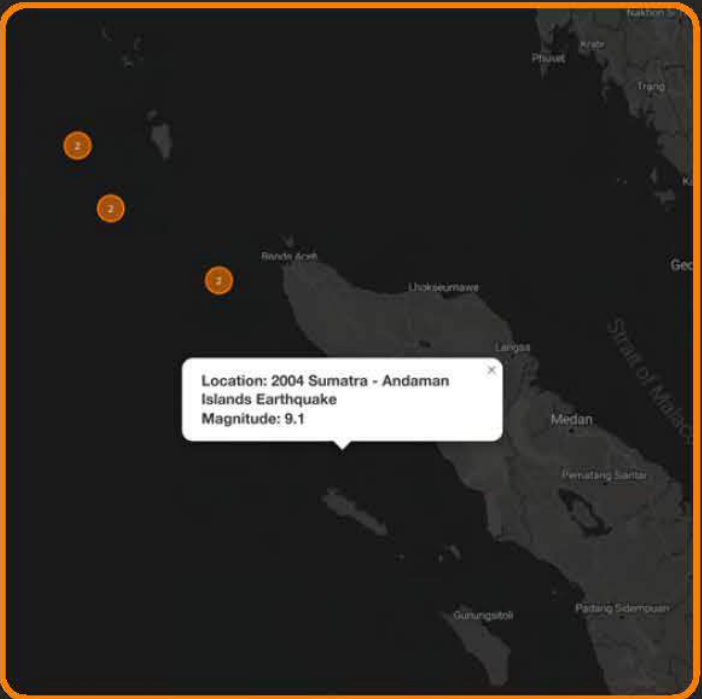 Nakhon Si T
Krabi
Phuket
Trang
2
2
Banda Aceh
2
Lhokseumawe
Geo
Langsa
Strait of Malacc
×
Location: 2004 Sumatra - Andaman
Islands Earthquake
Magnitude: 9.1
Medan
Pematang Siantar
Gunungsitoli
Padang Sidempuan